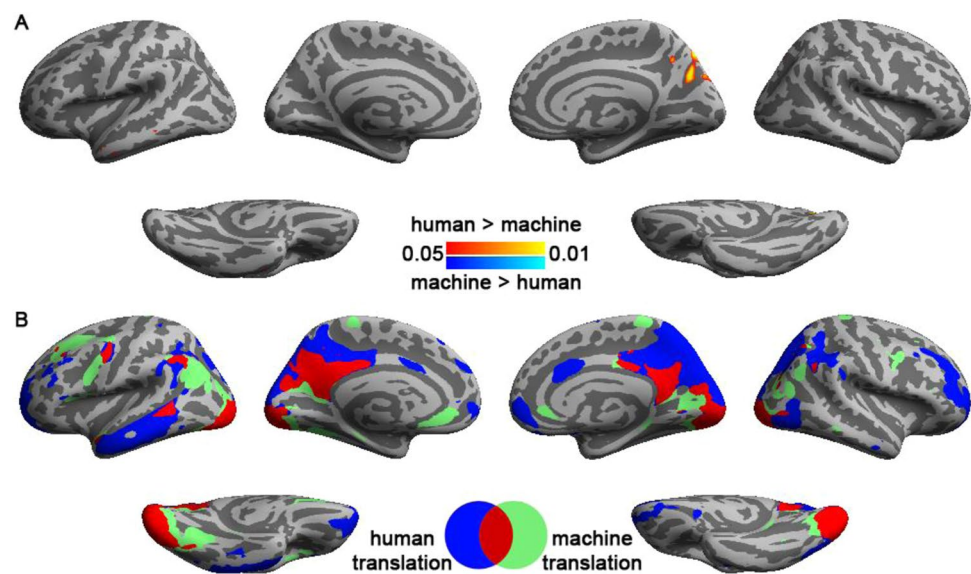 A
human > machine
0.05 0.01
machine > human
B
human machine
translation translation